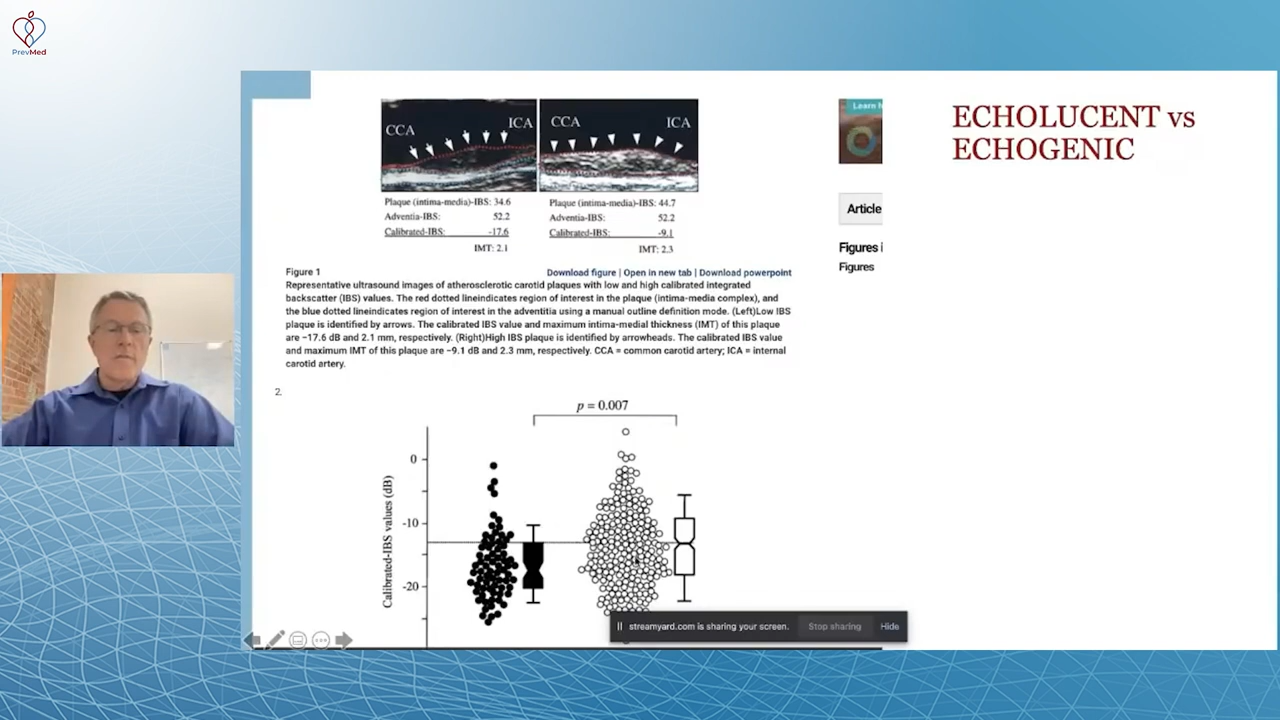 PrevMed
ECHOLUCENT vs
ECHOGENIC
CCA
ICA
CCA
ICA
Plaque (intima-media)-IBS: 34.6
Adventia-IBS: 52.2
Calibrated-IBS: -17.6
IMT: 2.1
Plaque (intima-media)-IBS: 44.7
Adventia-IBS: 52.2
Calibrated-IBS: -9.1
IMT: 2.3
Learn
Article
Figures i
Figures
Figure 1
Download figure | Open in new tab | Download powerpoint
Representative ultrasound images of atherosclerotic carotid plaques with low and high calibrated integrated
backscatter (IBS) values. The red dotted lineindicates region of interest in the plaque (intima-media complex), and
the blue dotted lineindicates region of interest in the adventitia using a manual outline definition mode. (Left)Low IBS
plaque is identified by arrows. The calibrated IBS value and maximum intima-medial thickness (IMT) of this plaque
are −17.6 dB and 2.1 mm, respectively. (Right)High IBS plaque is identified by arrowheads. The calibrated IBS value
and maximum IMT of this plaque are −9.1 dB and 2.3 mm, respectively. CCA = common carotid artery; ICA = internal
carotid artery.
2.
p = 0.007
Calibrated-IBS values (dB)
0
-10
-20
streamyard.com is sharing your screen.
Stop sharing
Hide